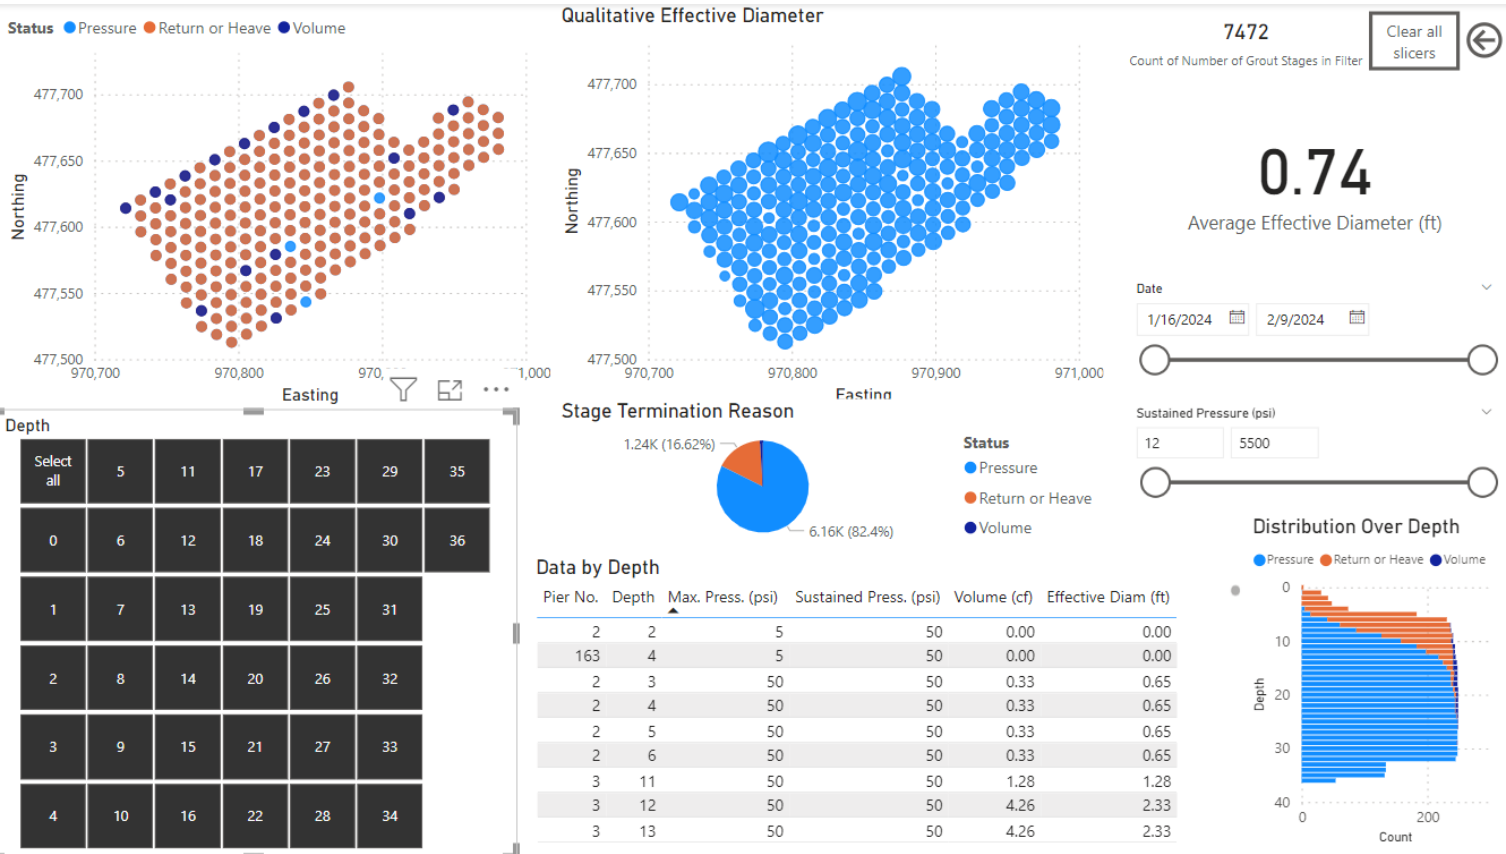 Status Pressure Return or Heave Volume
Northing
477,700
477,650
477,600
477,550
477,500
970,700 970,800 970, 1,000
Easting
Qualitative Effective Diameter
Northing
477,700
477,650
477,600
477,550
477,500
970,700 970,800 970,900 971,000
Easting
7472
Count of Number of Grout Stages in Filter
Clear all
slicers
0.74
Average Effective Diameter (ft)
Date
1/16/2024 2/9/2024
Sustained Pressure (psi)
12 5500
Depth
Select
all
5 11 17 23 29 35
0 6 12 18 24 30 36
1 7 13 19 25 31
2 8 14 20 26 32
3 9 15 21 27 33
4 10 16 22 28 34
Stage Termination Reason
1.24K (16.62%)
6.16K (82.4%)
Status
Pressure
Return or Heave
Volume
Data by Depth
Pier No. Depth Max. Press. (psi) Sustained Press. (psi) Volume (cf) Effective Diam (ft)
2 2 5 50 0.00 0.00
163 4 5 50 0.00 0.00
2 3 50 50 0.33 0.65
2 4 50 50 0.33 0.65
2 5 50 50 0.33 0.65
2 6 50 50 0.33 0.65
3 11 50 50 1.28 1.28
3 12 50 50 4.26 2.33
3 13 50 50 4.26 2.33
Distribution Over Depth
Pressure Return or Heave Volume
Depth
0
10
20
30
40
0 200
Count